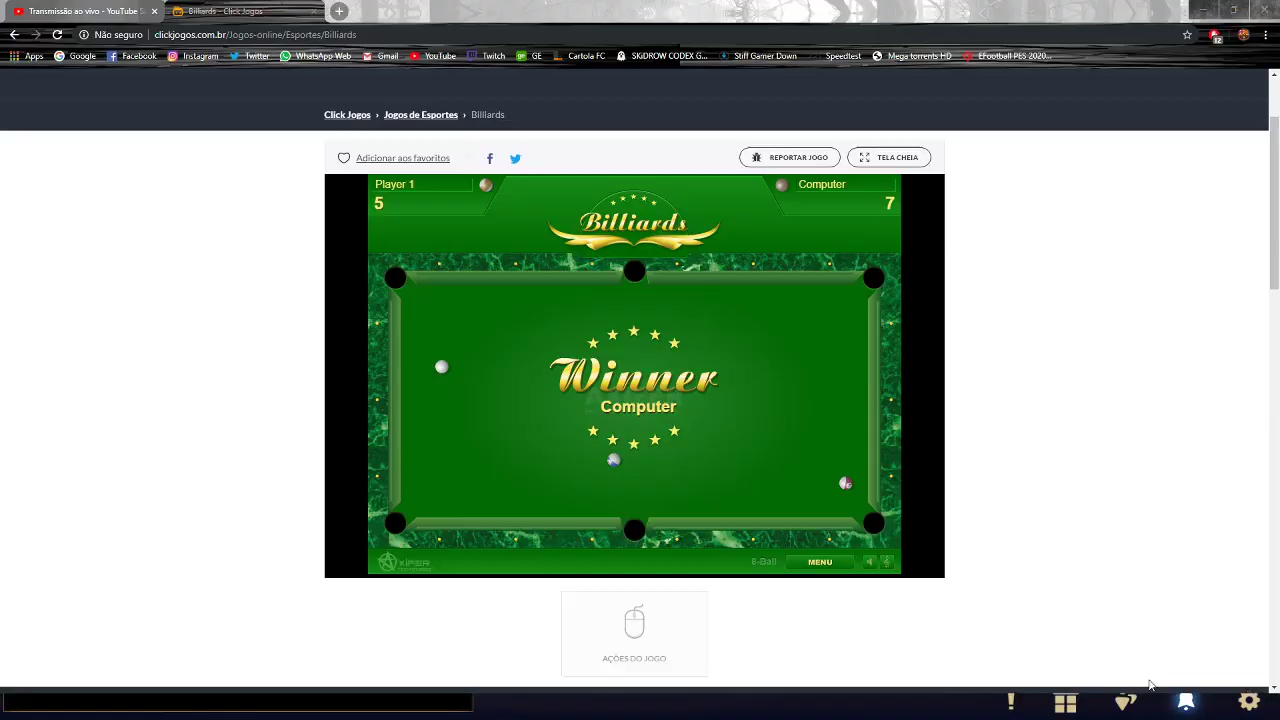 Transmissão ao vivo - YouTube
Billiards - Click Jogos
Não seguro
clickjogos.com.br/Jogos-online/Esportes/Billiards
12
Apps Google Facebook Instagram Twitter WhatsApp Web Gmail YouTube Twitch GE Cartola FC SKiDROW CODEX G... Stiff Gamer Down Speedtest Mega torrents HD EFootball PES 2020...
Click Jogos › Jogos de Esportes › Billiards
Adicionar aos favoritos
REPORTAR JOGO
TELA CHEIA
Player 1
Computer
5
7
Billiards
Winner
Computer
XIPER
8-Ball
MENU
AÇÕES DO JOGO